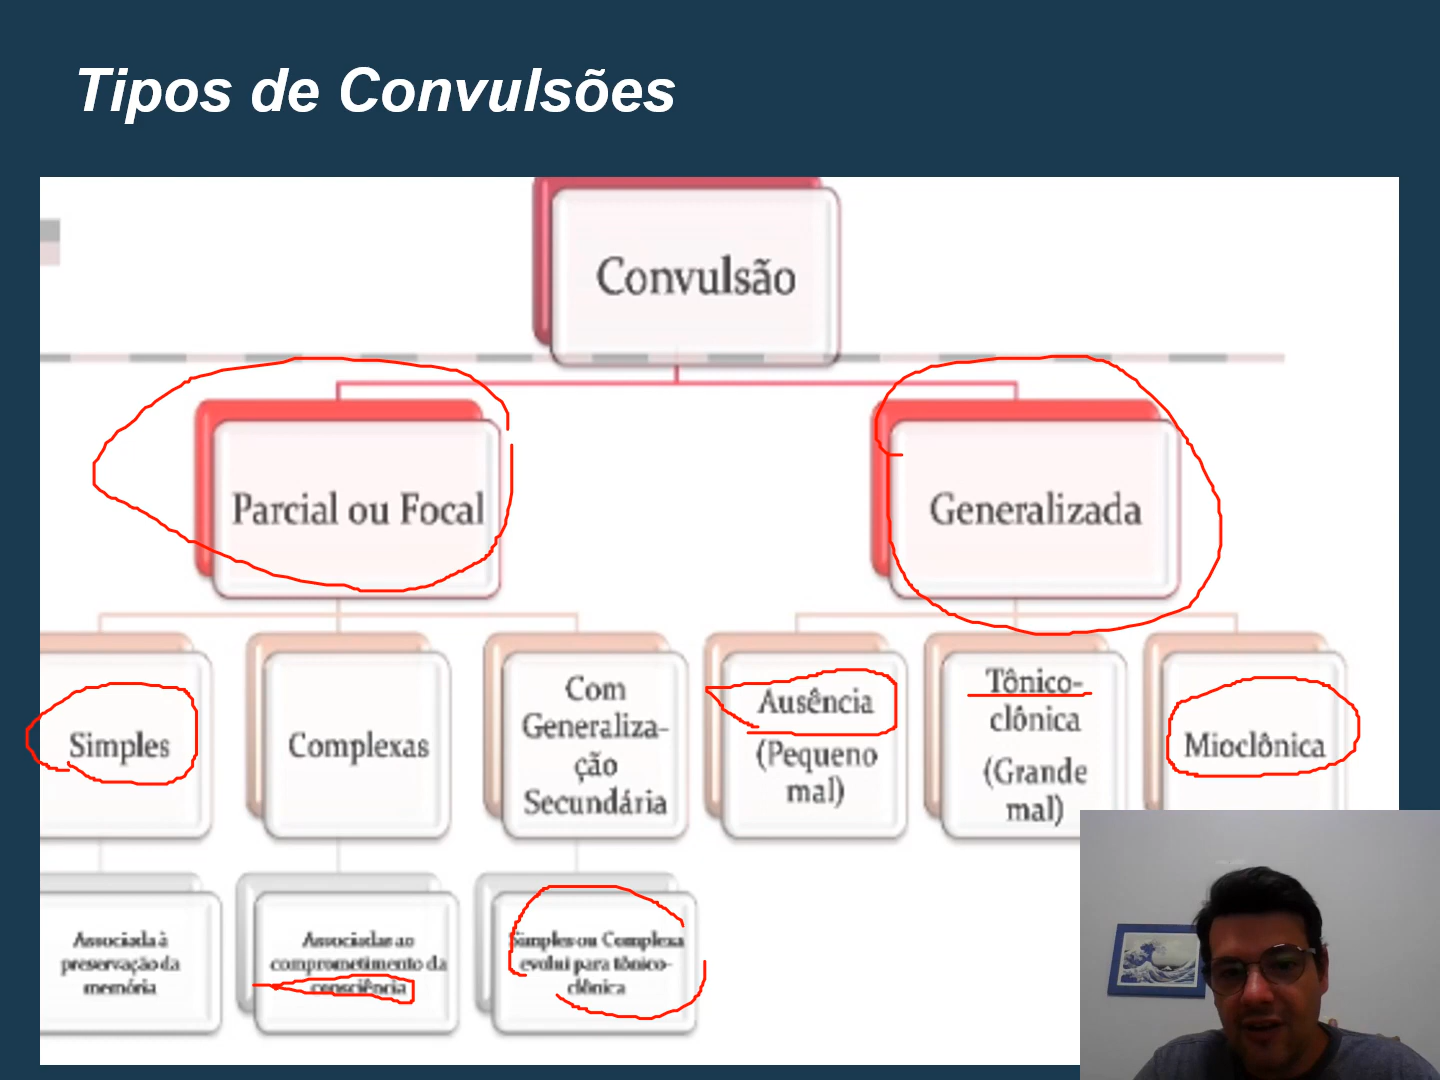 Tipos de Convulsões
Convulsão
Parcial ou Focal
Generalizada
Simples
Complexas
Com
Generaliza-
ção
Secundária
Ausência
(Pequeno
mal)
Tônico-
clônica
(Grande
mal)
Mioclônica
Associada à
preservação da
memória
Associadas ao
comprometimento da
consciência
Simples ou Complexa
evolui para tônico-
clônica